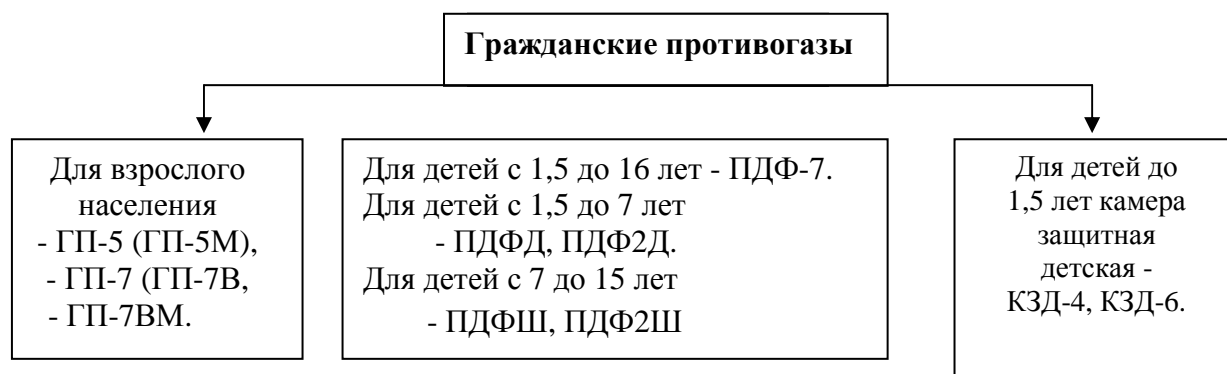 Гражданские противогазы
Для взрослого
населения
- ГП-5 (ГП-5М),
- ГП-7 (ГП-7В,
- ГП-7ВМ.
Для детей с 1,5 до 16 лет - ПДФ-7.
Для детей с 1,5 до 7 лет
- ПДФД, ПДФ2Д.
Для детей с 7 до 15 лет
- ПДФШ, ПДФ2Ш
Для детей до
1,5 лет камера
защитная
детская -
КЗД-4, КЗД-6.